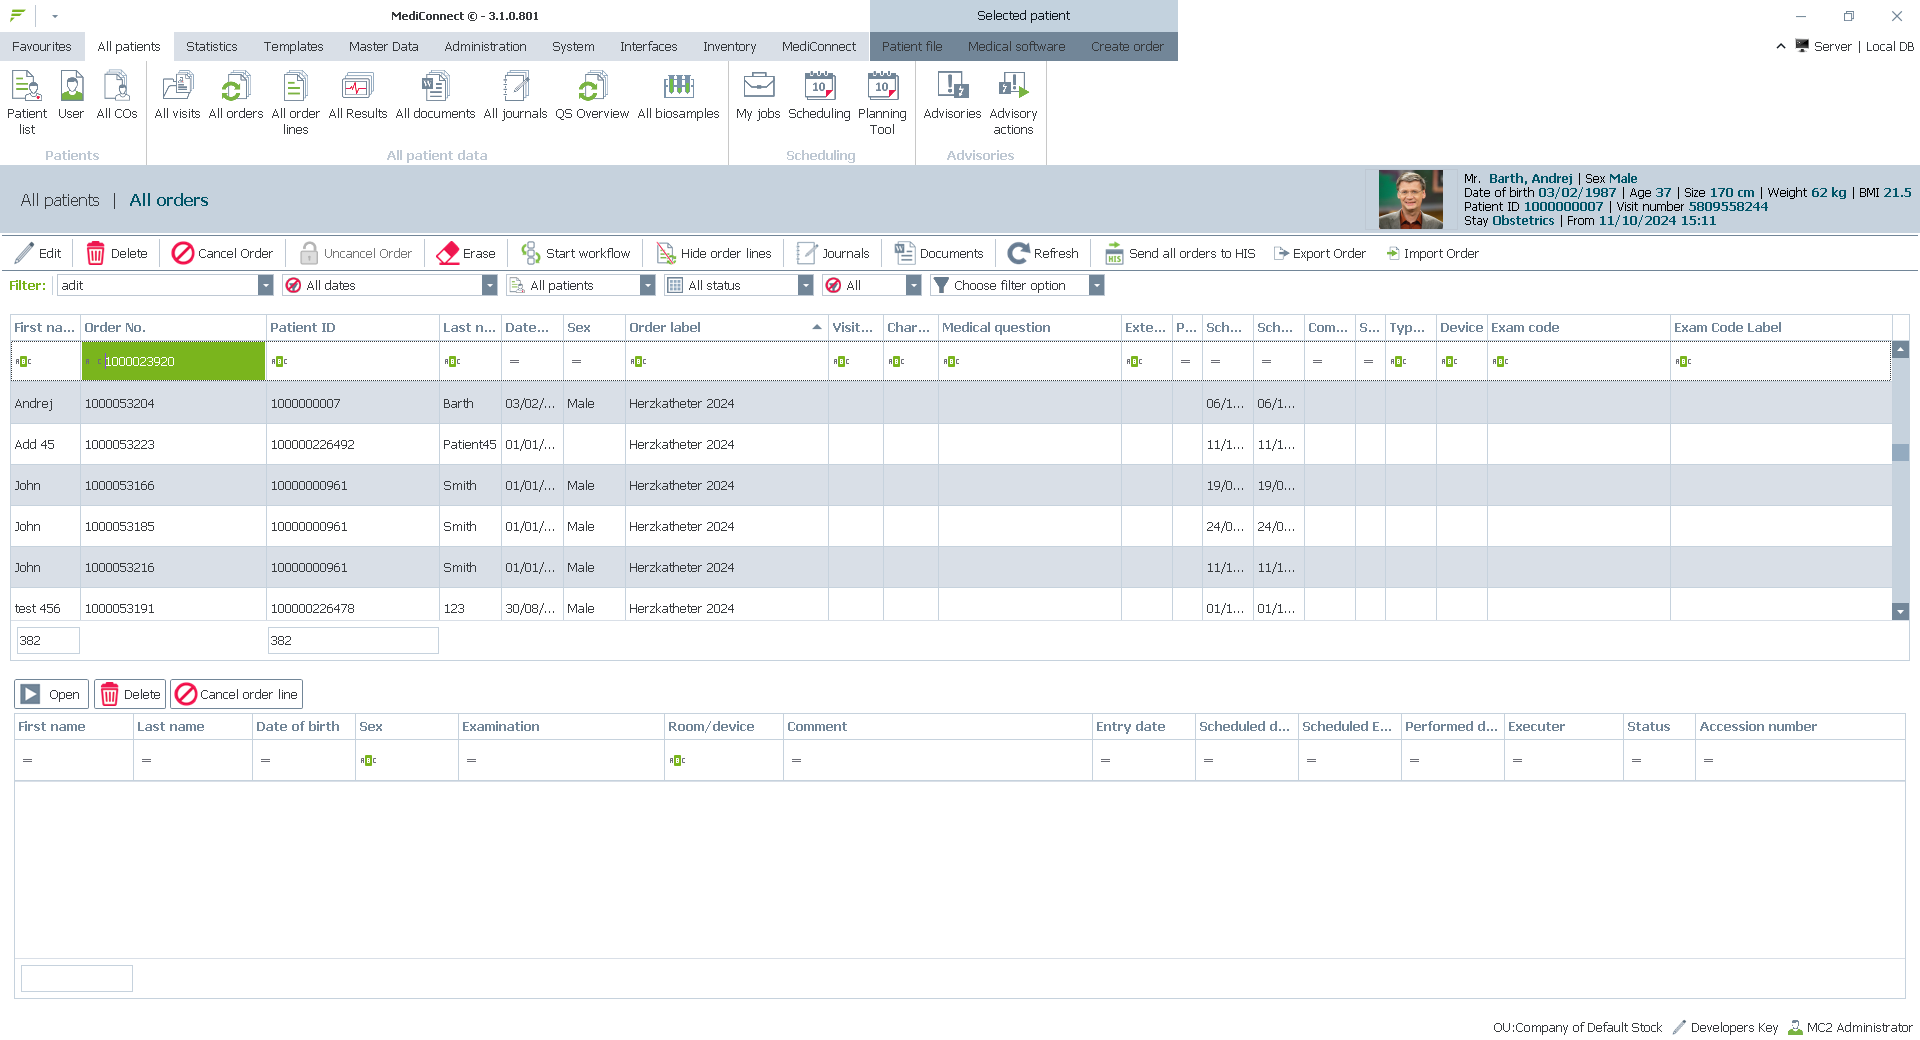 MediConnect © - 3.1.0.801
Selected patient
Favourites All patients Statistics Templates Master Data Administration System Interfaces Inventory MediConnect Patient file Medical software Create order
Server | Local DB
Patient list User All COs All visits All orders All order lines All Results All documents All journals QS Overview All biosamples My jobs Scheduling Planning Tool Advisories Advisory actions
Patients All patient data Scheduling Advisories
All patients | All orders
Mr. Barth, Andrej | Sex Male
Date of birth 03/02/1987 | Age 37 | Size 170 cm | Weight 62 kg | BMI 21.5
Patient ID 1000000007 | Visit number 5809558244
Stay Obstetrics | From 11/10/2024 15:11
Edit Delete Cancel Order Uncancel Order Erase Start workflow Hide order lines Journals Documents Refresh Send all orders to HIS Export Order Import Order
Filter: adit All dates All patients All status All Choose filter option
First na... Order No. Patient ID Last n... Date... Sex Order label Visit... Char... Medical question Exte... P... Sch... Sch... Com... S... Typ... Device Exam code Exam Code Label
1000023920
Andrej 1000053204 1000000007 Barth 03/02/... Male Herzkatheter 2024 06/1... 06/1...
Add 45 1000053223 100000226492 Patient45 01/01/... Herzkatheter 2024 11/1... 11/1...
John 1000053166 10000000961 Smith 01/01/... Male Herzkatheter 2024 19/0... 19/0...
John 1000053185 10000000961 Smith 01/01/... Male Herzkatheter 2024 24/0... 24/0...
John 1000053216 10000000961 Smith 01/01/... Male Herzkatheter 2024 11/1... 11/1...
test 456 1000053191 100000226478 123 30/08/... Male Herzkatheter 2024 01/1... 01/1...
382 382
Open Delete Cancel order line
First name Last name Date of birth Sex Examination Room/device Comment Entry date Scheduled d... Scheduled E... Performed d... Executer Status Accession number
OU:Company of Default Stock Developers Key MC2 Administrator